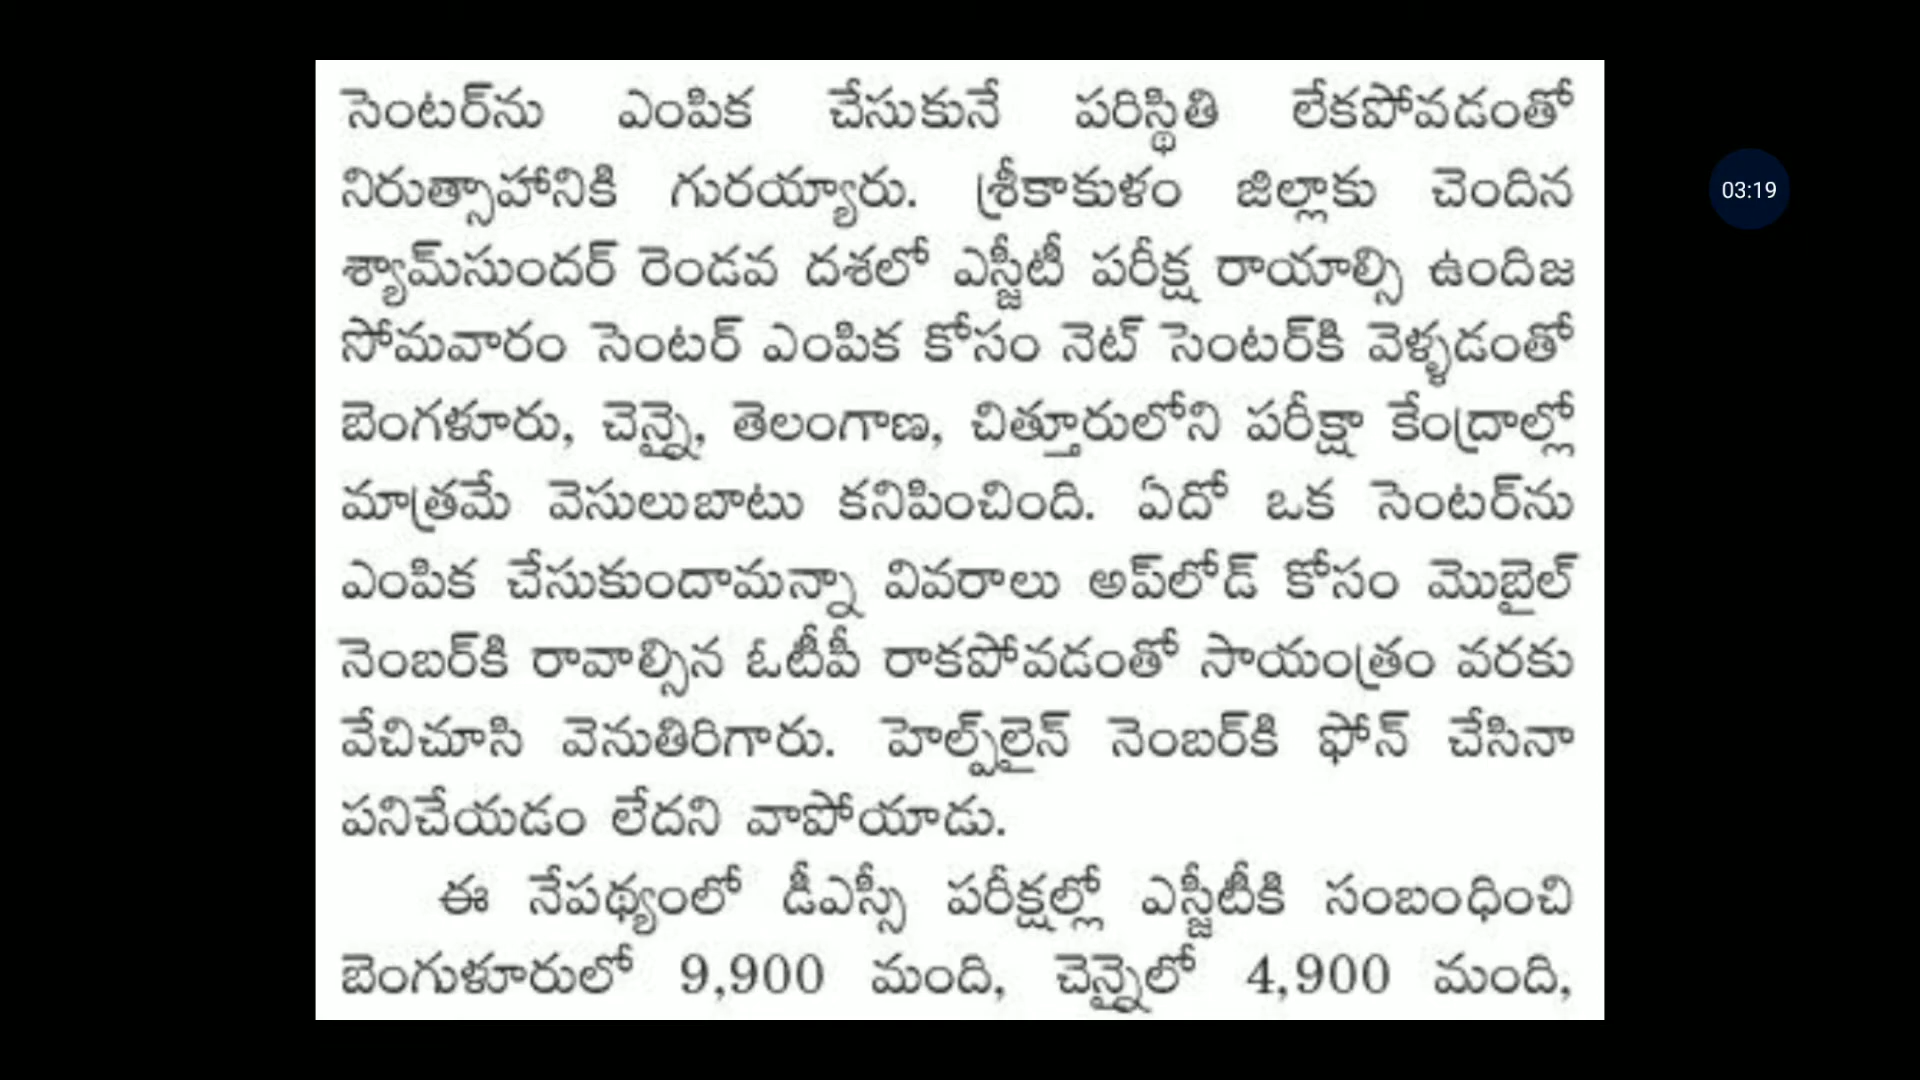 సెంటర్‌ను ఎంపిక చేసుకునే పరిస్థితి లేకపోవడంతో
నిరుత్సాహానికి గురయ్యారు. శ్రీకాకుళం జిల్లాకు చెందిన
శ్యామ్‌సుందర్ రెండవ దశలో ఎస్జీటీ పరీక్ష రాయాల్సి ఉందిజ
సోమవారం సెంటర్ ఎంపిక కోసం నెట్ సెంటర్‌కి వెళ్ళడంతో
బెంగళూరు, చెన్నై, తెలంగాణ, చిత్తూరులోని పరీక్షా కేంద్రాల్లో
మాత్రమే వెసులుబాటు కనిపించింది. ఏదో ఒక సెంటర్‌ను
ఎంపిక చేసుకుందామన్నా వివరాలు అప్‌లోడ్ కోసం మొబైల్
నెంబర్‌కి రావాల్సిన ఓటీపీ రాకపోవడంతో సాయంత్రం వరకు
వేచిచూసి వెనుతిరిగారు. హెల్ప్‌లైన్ నెంబర్‌కి ఫోన్ చేసినా
పనిచేయడం లేదని వాపోయాడు.
ఈ నేపథ్యంలో డీఎస్సీ పరీక్షల్లో ఎస్జీటీకి సంబంధించి
బెంగుళూరులో 9,900 మంది, చెన్నైలో 4,900 మంది,
03:19